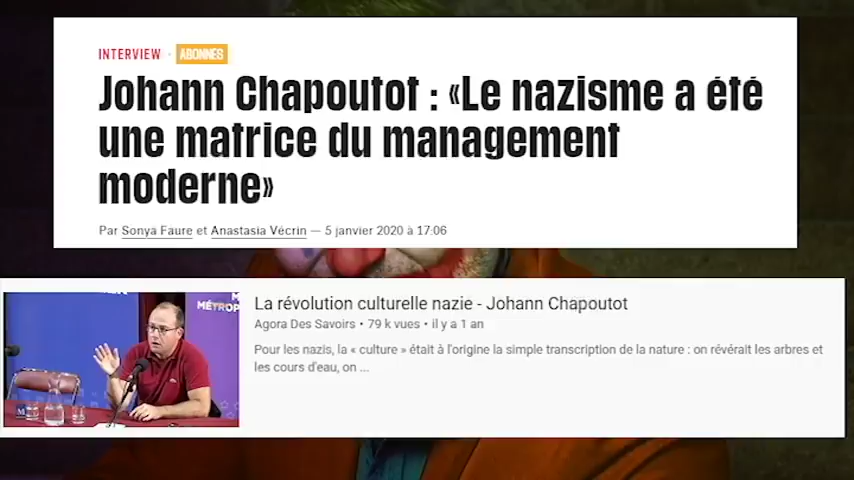 INTERVIEW · ABONNÉS
Johann Chapoutot : «Le nazisme a été
une matrice du management
moderne»
Par Sonya Faure et Anastasia Vécrin — 5 janvier 2020 à 17:06
MÉTROP
La révolution culturelle nazie - Johann Chapoutot
Agora Des Savoirs • 79 k vues • il y a 1 an
Pour les nazis, la « culture » était à l'origine la simple transcription de la nature : on révérait les arbres et
les cours d'eau, on ...